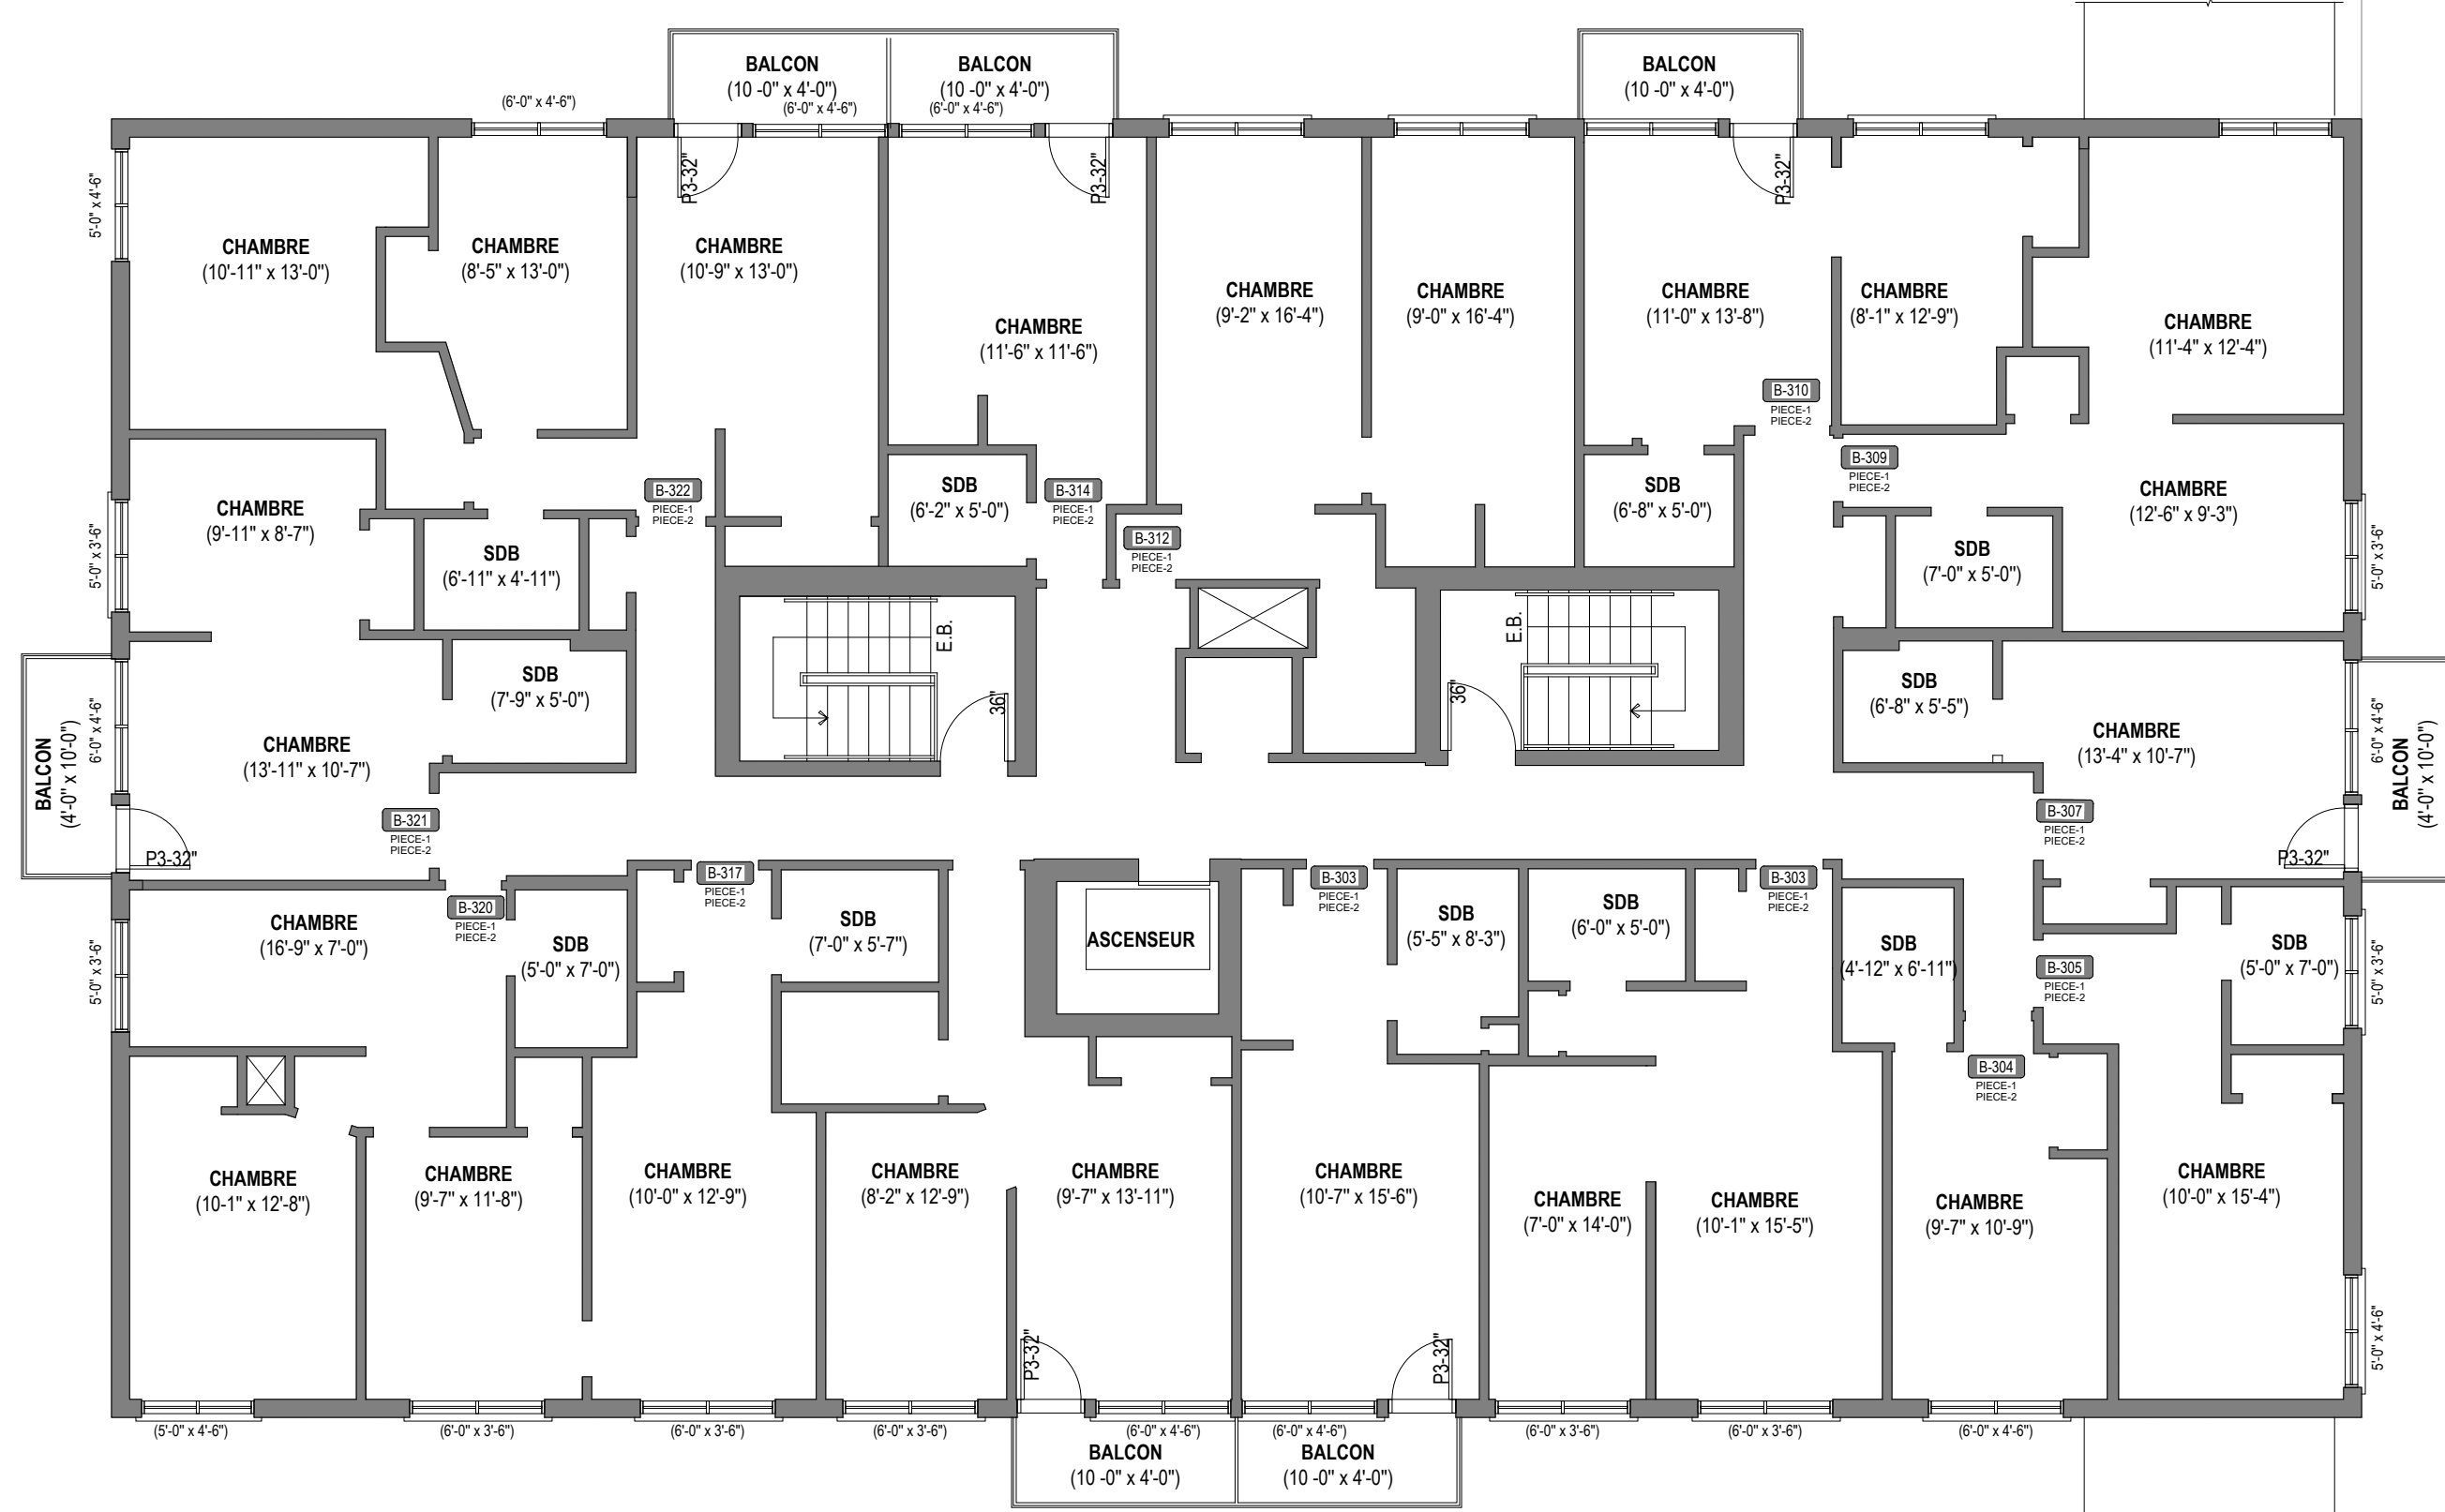 BALCON
(10 -0" x 4'-0")
(6'-0" x 4'-6")
BALCON
(10 -0" x 4'-0")
(6'-0" x 4'-6")
BALCON
(10 -0" x 4'-0")
(6'-0" x 4'-6")
P3-32"
P3-32"
P3-32"
5'-0" x 4'-6"
CHAMBRE
(10'-11" x 13'-0")
CHAMBRE
(8'-5" x 13'-0")
CHAMBRE
(10'-9" x 13'-0")
CHAMBRE
(11'-6" x 11'-6")
CHAMBRE
(9'-2" x 16'-4")
CHAMBRE
(9'-0" x 16'-4")
CHAMBRE
(11'-0" x 13'-8")
CHAMBRE
(8'-1" x 12'-9")
CHAMBRE
(11'-4" x 12'-4")
B-310
PIECE-1
PIECE-2
B-309
PIECE-1
PIECE-2
B-322
PIECE-1
PIECE-2
SDB
(6'-2" x 5'-0")
B-314
PIECE-1
PIECE-2
B-312
PIECE-1
PIECE-2
SDB
(6'-8" x 5'-0")
CHAMBRE
(12'-6" x 9'-3")
CHAMBRE
(9'-11" x 8'-7")
5'-0" x 3'-6"
SDB
(6'-11" x 4'-11")
SDB
(7'-0" x 5'-0")
5'-0" x 3'-6"
E.B.
36"
E.B.
36"
SDB
(7'-9" x 5'-0")
SDB
(6'-8" x 5'-5")
BALCON
(4'-0" x 10'-0")
6'-0" x 4'-6"
CHAMBRE
(13'-11" x 10'-7")
CHAMBRE
(13'-4" x 10'-7")
6'-0" x 4'-6"
BALCON
(4'-0" x 10'-0")
B-321
PIECE-1
PIECE-2
P3-32"
B-307
PIECE-1
PIECE-2
P3-32"
B-317
PIECE-1
PIECE-2
B-303
PIECE-1
PIECE-2
B-303
PIECE-1
PIECE-2
B-320
PIECE-1
PIECE-2
CHAMBRE
(16'-9" x 7'-0")
5'-0" x 3'-6"
SDB
(5'-0" x 7'-0")
SDB
(7'-0" x 5'-7")
ASCENSEUR
SDB
(5'-5" x 8'-3")
SDB
(6'-0" x 5'-0")
SDB
(4'-12" x 6'-11")
B-305
PIECE-1
PIECE-2
SDB
(5'-0" x 7'-0")
5'-0" x 3'-6"
B-304
PIECE-1
PIECE-2
CHAMBRE
(10-1" x 12'-8")
CHAMBRE
(9'-7" x 11'-8")
CHAMBRE
(10'-0" x 12'-9")
CHAMBRE
(8'-2" x 12'-9")
CHAMBRE
(9'-7" x 13'-11")
CHAMBRE
(10'-7" x 15'-6")
CHAMBRE
(7'-0" x 14'-0")
CHAMBRE
(10'-1" x 15'-5")
CHAMBRE
(9'-7" x 10'-9")
CHAMBRE
(10'-0" x 15'-4")
5'-0" x 4'-6"
P3-32"
P3-32"
(5'-0" x 4'-6")
(6'-0" x 3'-6")
(6'-0" x 3'-6")
(6'-0" x 3'-6")
(6'-0" x 4'-6")
(6'-0" x 4'-6")
(6'-0" x 3'-6")
(6'-0" x 3'-6")
(6'-0" x 4'-6")
BALCON
(10 -0" x 4'-0")
BALCON
(10 -0" x 4'-0")